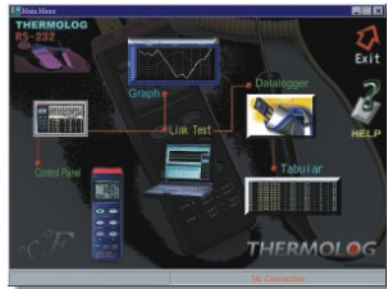 Main Menu
THERMOLOG
RS-232
Exit
Graph
Datalogger
Link Test
HELP
Control Panel
Tabular
°C °F
THERMOLOG
No Connection